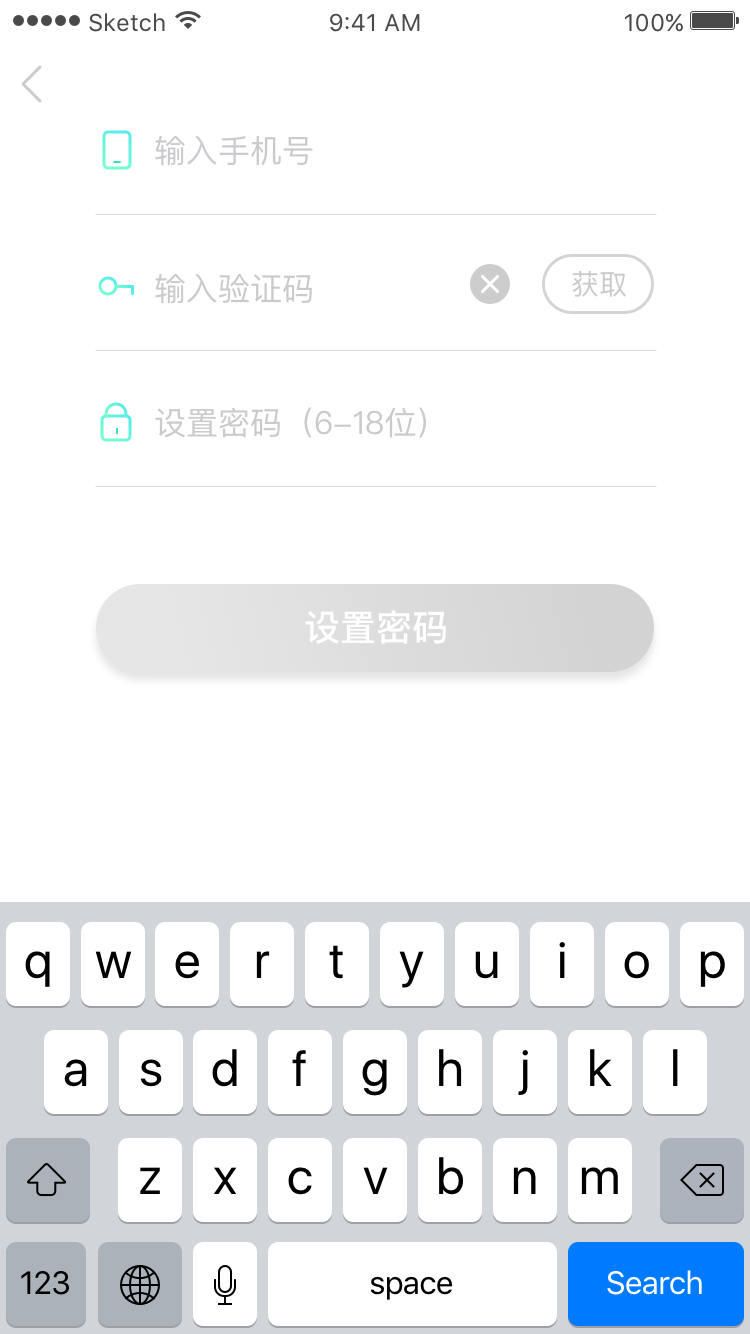 Sketch 9:41 AM 100%
输入手机号
输入验证码 获取
设置密码（6–18位）
设置密码
q w e r t y u i o p
a s d f g h j k l
z x c v b n m
123 space Search